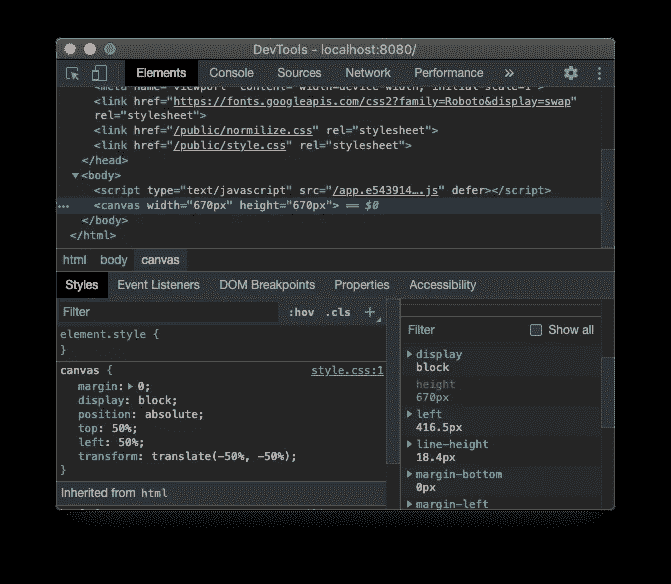 DevTools - localhost:8080/
Elements Console Sources Network Performance »
<meta name="viewport" content="width=device-width, initial-scale=1">
<link href="https://fonts.googleapis.com/css2?family=Roboto&display=swap"
rel="stylesheet">
<link href="/public/normilize.css" rel="stylesheet">
<link href="/public/style.css" rel="stylesheet">
</head>
▼<body>
<script type="text/javascript" src="/app.e543914….js" defer></script>
… <canvas width="670px" height="670px"> == $0
</body>
</html>
html body canvas
Styles Event Listeners DOM Breakpoints Properties Accessibility
Filter :hov .cls +
element.style {
}
canvas { style.css:1
margin:▶ 0;
display: block;
position: absolute;
top: 50%;
left: 50%;
transform: translate(-50%, -50%);
}
Inherited from html
Filter Show all
▶ display
block
height
670px
▶ left
416.5px
▶ line-height
18.4px
▶ margin-bottom
0px
▶ margin-left